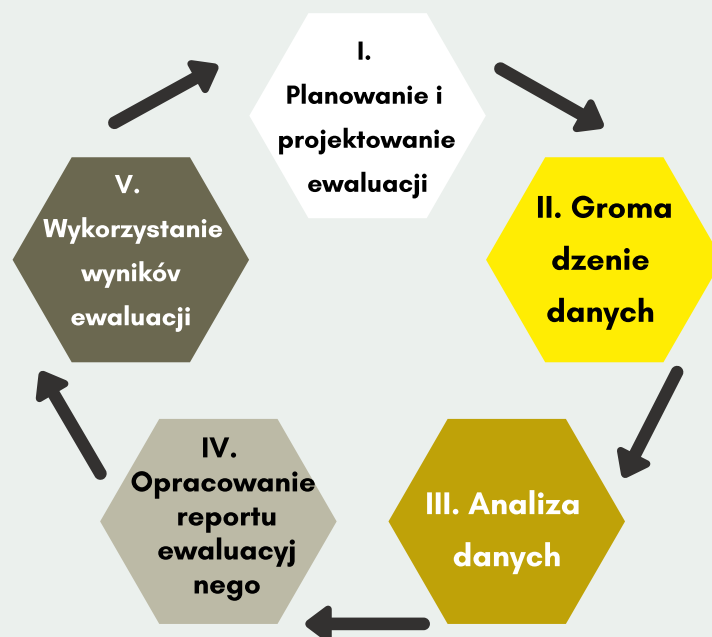 I.
Planowanie i
projektowanie
ewaluacji
II. Groma
dzenie
danych
III. Analiza
danych
IV.
Opracowanie
reportu
ewaluacyj
nego
V.
Wykorzystanie
wyników
ewaluacji